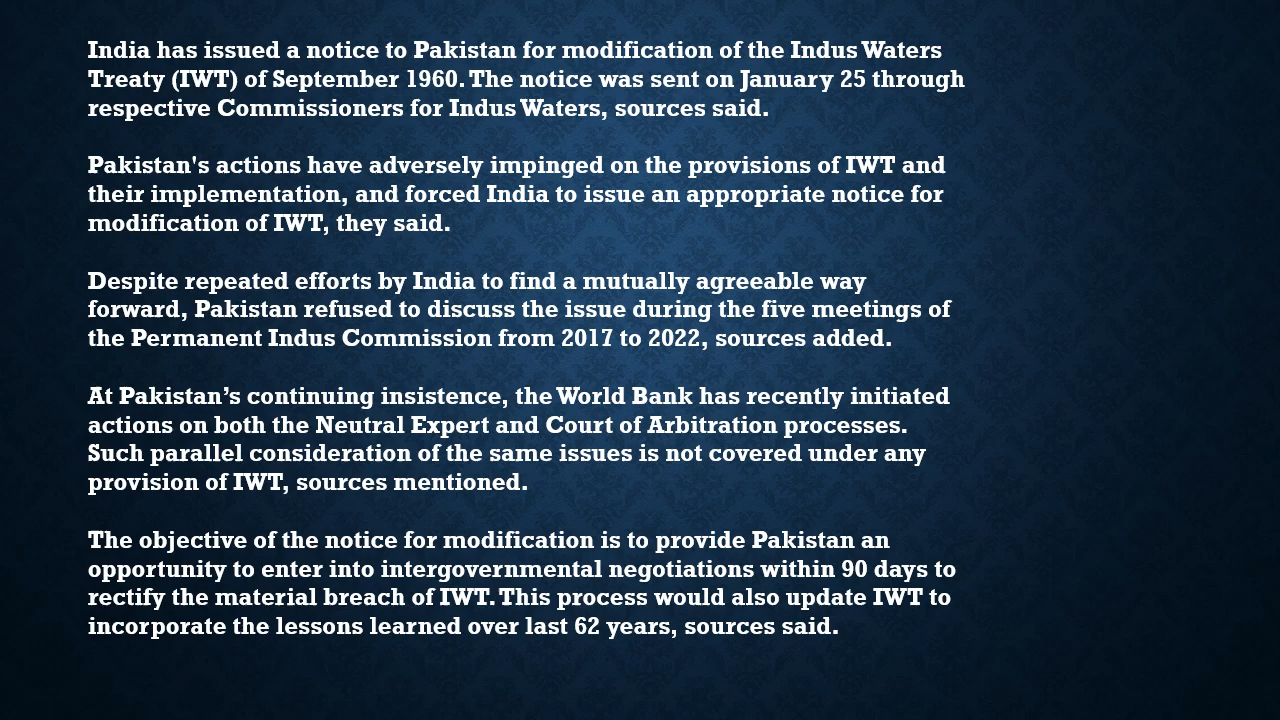 India has issued a notice to Pakistan for modification of the Indus Waters
Treaty (IWT) of September 1960. The notice was sent on January 25 through
respective Commissioners for Indus Waters, sources said.
Pakistan's actions have adversely impinged on the provisions of IWT and
their implementation, and forced India to issue an appropriate notice for
modification of IWT, they said.
Despite repeated efforts by India to find a mutually agreeable way
forward, Pakistan refused to discuss the issue during the five meetings of
the Permanent Indus Commission from 2017 to 2022, sources added.
At Pakistan’s continuing insistence, the World Bank has recently initiated
actions on both the Neutral Expert and Court of Arbitration processes.
Such parallel consideration of the same issues is not covered under any
provision of IWT, sources mentioned.
The objective of the notice for modification is to provide Pakistan an
opportunity to enter into intergovernmental negotiations within 90 days to
rectify the material breach of IWT. This process would also update IWT to
incorporate the lessons learned over last 62 years, sources said.